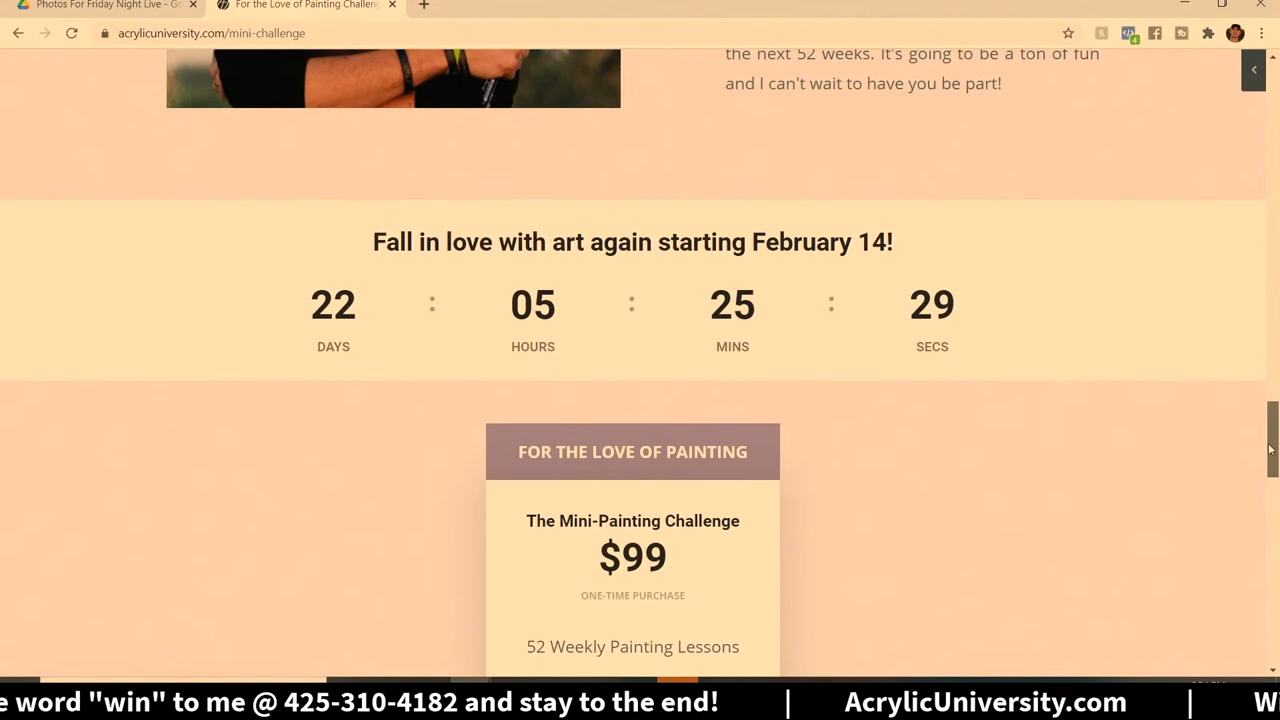 Photos For Friday Night Live - Go
For the Love of Painting Challen
acrylicuniversity.com/mini-challenge
4
the next 52 weeks. It's going to be a ton of fun
and I can't wait to have you be part!
Fall in love with art again starting February 14!
22 : 05 : 25 : 29
DAYS HOURS MINS SECS
FOR THE LOVE OF PAINTING
The Mini-Painting Challenge
$99
ONE-TIME PURCHASE
52 Weekly Painting Lessons
e word "win" to me @ 425-310-4182 and stay to the end! | AcrylicUniversity.com | Wi